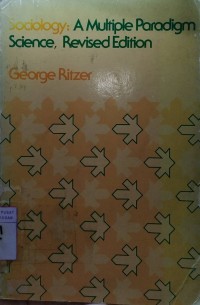 Sociology: A Multiple Paradigm
Science, Revised Edition
George Ritzer